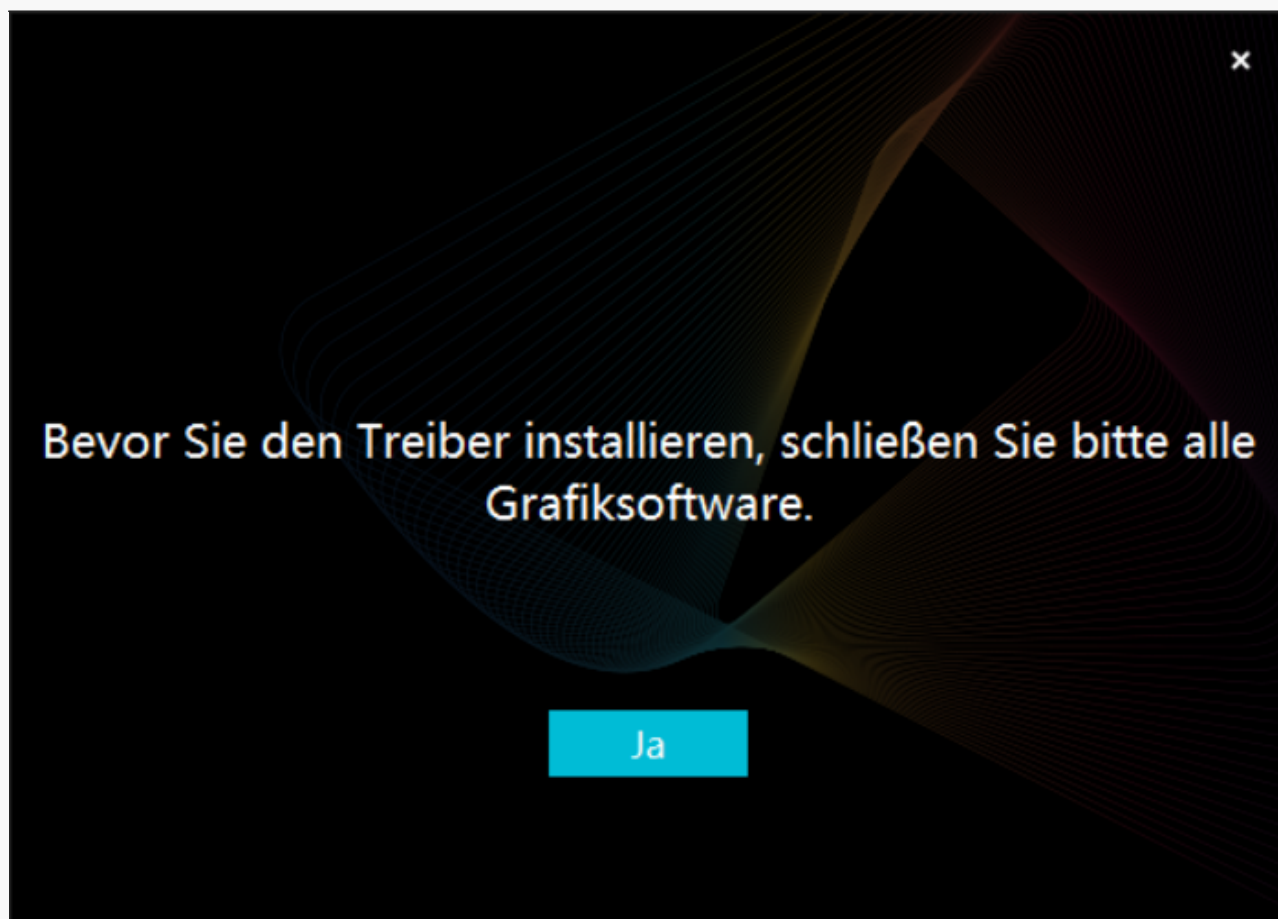 Bevor Sie den Treiber installieren, schließen Sie bitte alle
Grafiksoftware.
Ja